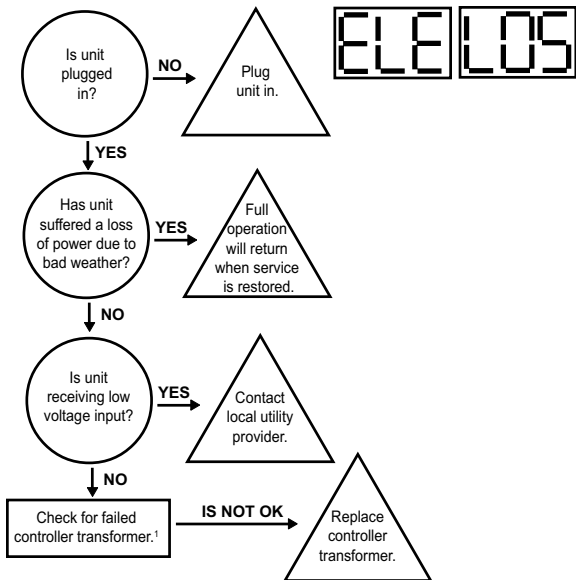 ELE LOS
Is unit
plugged
in?
NO
Plug
unit in.
YES
Has unit
suffered a loss
of power due to
bad weather?
YES
Full
operation
will return
when service
is restored.
NO
Is unit
receiving low
voltage input?
YES
Contact
local utility
provider.
NO
Check for failed
controller transformer.¹
IS NOT OK
Replace
controller
transformer.